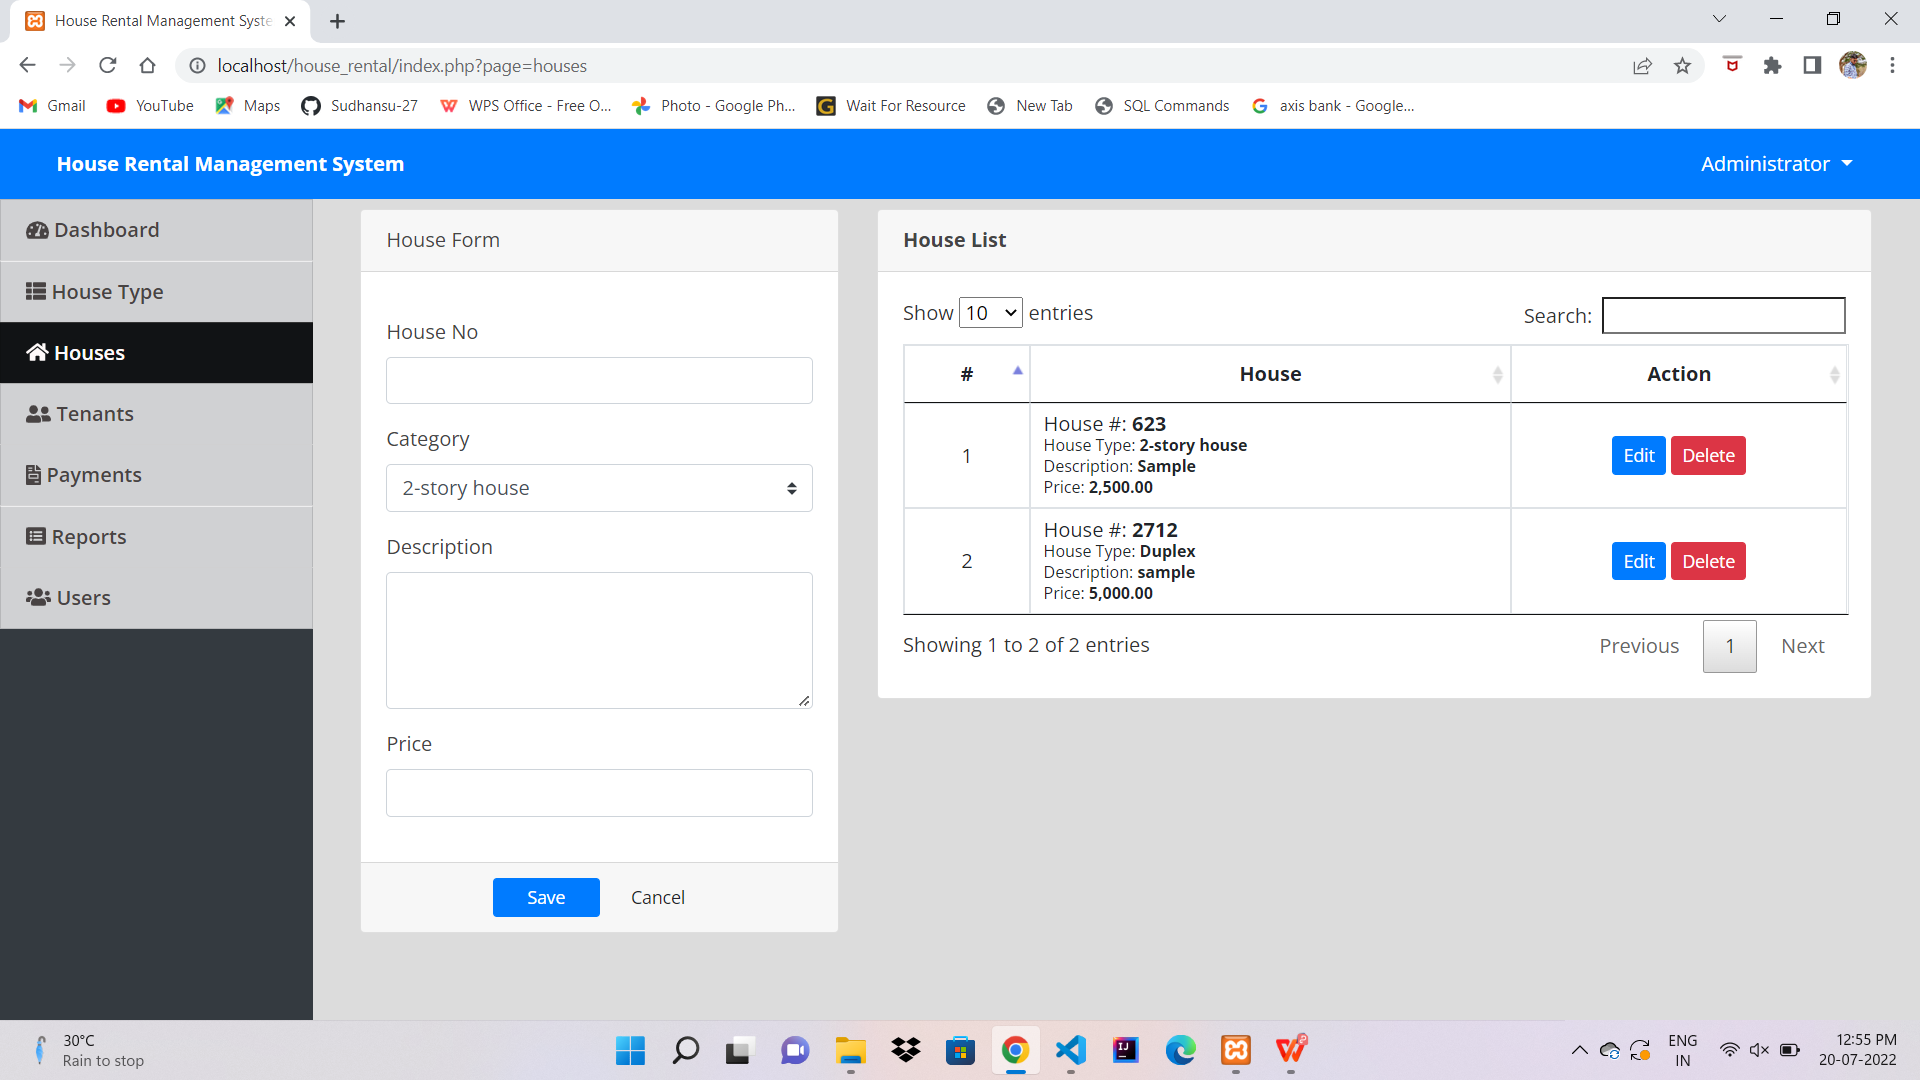 House Rental Management Syste
localhost/house_rental/index.php?page=houses
Gmail YouTube Maps Sudhansu-27 WPS Office - Free O... Photo - Google Ph... Wait For Resource New Tab SQL Commands axis bank - Google...
House Rental Management System
Administrator
Dashboard
House Type
Houses
Tenants
Payments
Reports
Users
House Form
House No
Category
2-story house
Description
Price
Save Cancel
House List
Show 10 entries
Search:
# House Action
1
House #: 623
House Type: 2-story house
Description: Sample
Price: 2,500.00
Edit Delete
2
House #: 2712
House Type: Duplex
Description: sample
Price: 5,000.00
Edit Delete
Showing 1 to 2 of 2 entries
Previous 1 Next
30°C
Rain to stop
ENG
IN
12:55 PM
20-07-2022